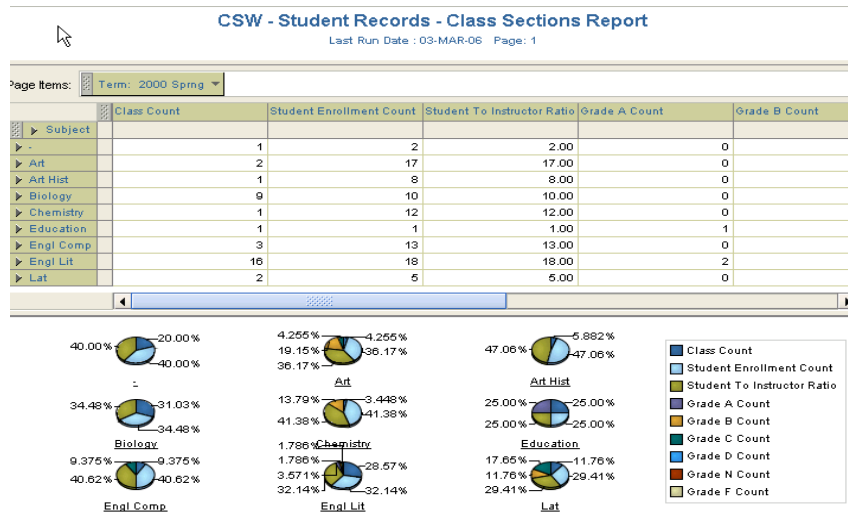 CSW - Student Records - Class Sections Report
Last Run Date : 03-MAR-06 Page: 1
Page Items: Term: 2000 Sprng
Class Count Student Enrollment Count Student To Instructor Ratio Grade A Count Grade B Count
Subject
- 1 2 2.00 0
Art 2 17 17.00 0
Art Hist 1 8 8.00 0
Biology 9 10 10.00 0
Chemistry 1 12 12.00 0
Education 1 1 1.00 1
Engl Comp 3 13 13.00 0
Engl Lit 16 18 18.00 2
Lat 2 5 5.00 0
40.00% 20.00%
40.00%
-
4.255% 4.255%
19.15% 36.17%
36.17%
Art
5.882%
47.06% 47.06%
Art Hist
34.48% 31.03%
34.48%
Biology
13.79% 3.448%
41.38% 41.38%
Chemistry
25.00% 25.00%
25.00% 25.00%
Education
9.375% 9.375%
40.62% 40.62%
Engl Comp
1.786%
1.786% 28.57%
3.571%
32.14% 32.14%
Engl Lit
17.65% 11.76%
11.76% 29.41%
29.41%
Lat
Class Count
Student Enrollment Count
Student To Instructor Ratio
Grade A Count
Grade B Count
Grade C Count
Grade D Count
Grade N Count
Grade F Count